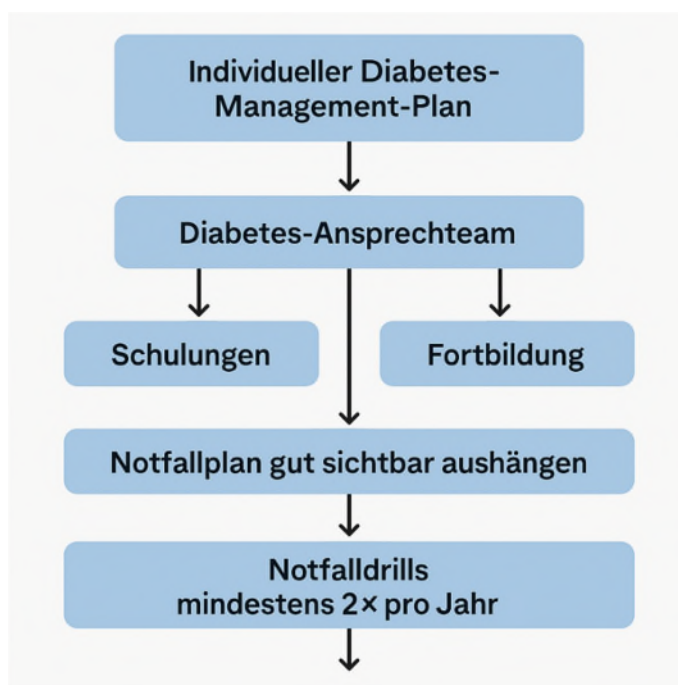 Individueller Diabetes-
Management-Plan
Diabetes-Ansprechteam
Schulungen
Fortbildung
Notfallplan gut sichtbar aushängen
Notfalldrills
mindestens 2× pro Jahr